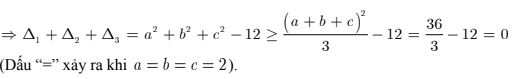 ⇒ Δ₁ + Δ₂ + Δ₃ = a² + b² + c² − 12 ≥ (a + b + c)²/3 − 12 = 36/3 − 12 = 0
(Dấu “=” xảy ra khi a = b = c = 2).